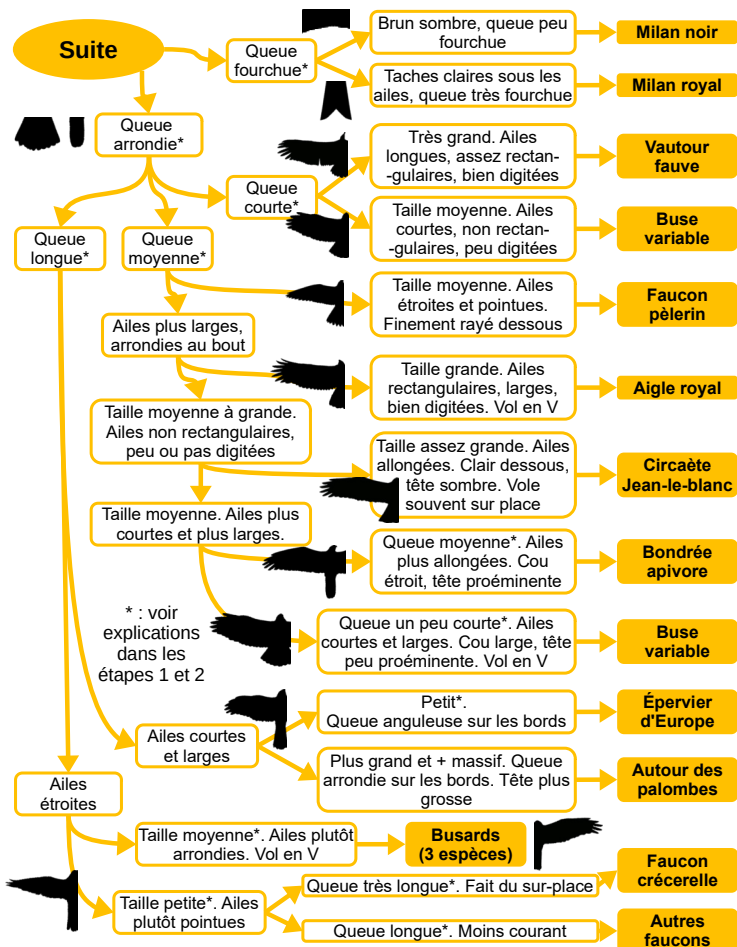 Suite
Queue
fourchue*
Brun sombre, queue peu
fourchue
Milan noir
Taches claires sous les
ailes, queue très fourchue
Milan royal
Queue
arrondie*
Queue
courte*
Très grand. Ailes
longues, assez rectan-
-gulaires, bien digitées
Vautour
fauve
Taille moyenne. Ailes
courtes, non rectan-
-gulaires, peu digitées
Buse
variable
Queue
longue*
Queue
moyenne*
Taille moyenne. Ailes
étroites et pointues.
Finement rayé dessous
Faucon
pèlerin
Ailes plus larges,
arrondies au bout
Taille grande. Ailes
rectangulaires, larges,
bien digitées. Vol en V
Aigle royal
Taille moyenne à grande.
Ailes non rectangulaires,
peu ou pas digitées
Taille assez grande. Ailes
allongées. Clair dessous,
tête sombre. Vole
souvent sur place
Circaète
Jean-le-blanc
Taille moyenne. Ailes plus
courtes et plus larges.
Queue moyenne*. Ailes
plus allongées. Cou
étroit, tête proéminente
Bondrée
apivore
* : voir
explications
dans les
étapes 1 et 2
Queue un peu courte*. Ailes
courtes et larges. Cou large, tête
peu proéminente. Vol en V
Buse
variable
Ailes courtes
et larges
Petit*.
Queue anguleuse sur les bords
Épervier
d'Europe
Plus grand et + massif. Queue
arrondie sur les bords. Tête plus
grosse
Autour des
palombes
Ailes
étroites
Taille moyenne*. Ailes plutôt
arrondies. Vol en V
Busards
(3 espèces)
Taille petite*. Ailes
plutôt pointues
Queue très longue*. Fait du sur-place
Faucon
crécerelle
Queue longue*. Moins courant
Autres
faucons